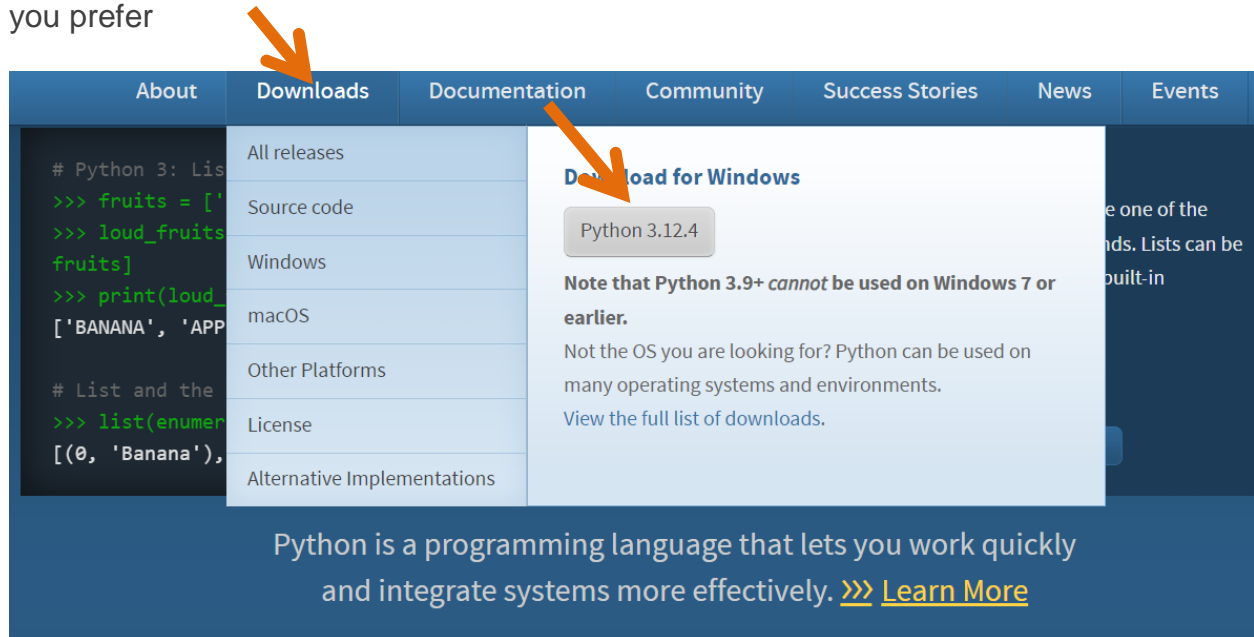 you prefer
About Downloads Documentation Community Success Stories News Events
# Python 3: Lis
>>> fruits = ['
>>> loud_fruits
fruits]
>>> print(loud_
['BANANA', 'APP
# List and the
>>> list(enumer
[(0, 'Banana'),
All releases
Source code
Windows
macOS
Other Platforms
License
Alternative Implementations
Download for Windows
Python 3.12.4
Note that Python 3.9+ cannot be used on Windows 7 or
earlier.
Not the OS you are looking for? Python can be used on
many operating systems and environments.
View the full list of downloads.
e one of the
nds. Lists can be
built-in
Python is a programming language that lets you work quickly
and integrate systems more effectively. >>> Learn More